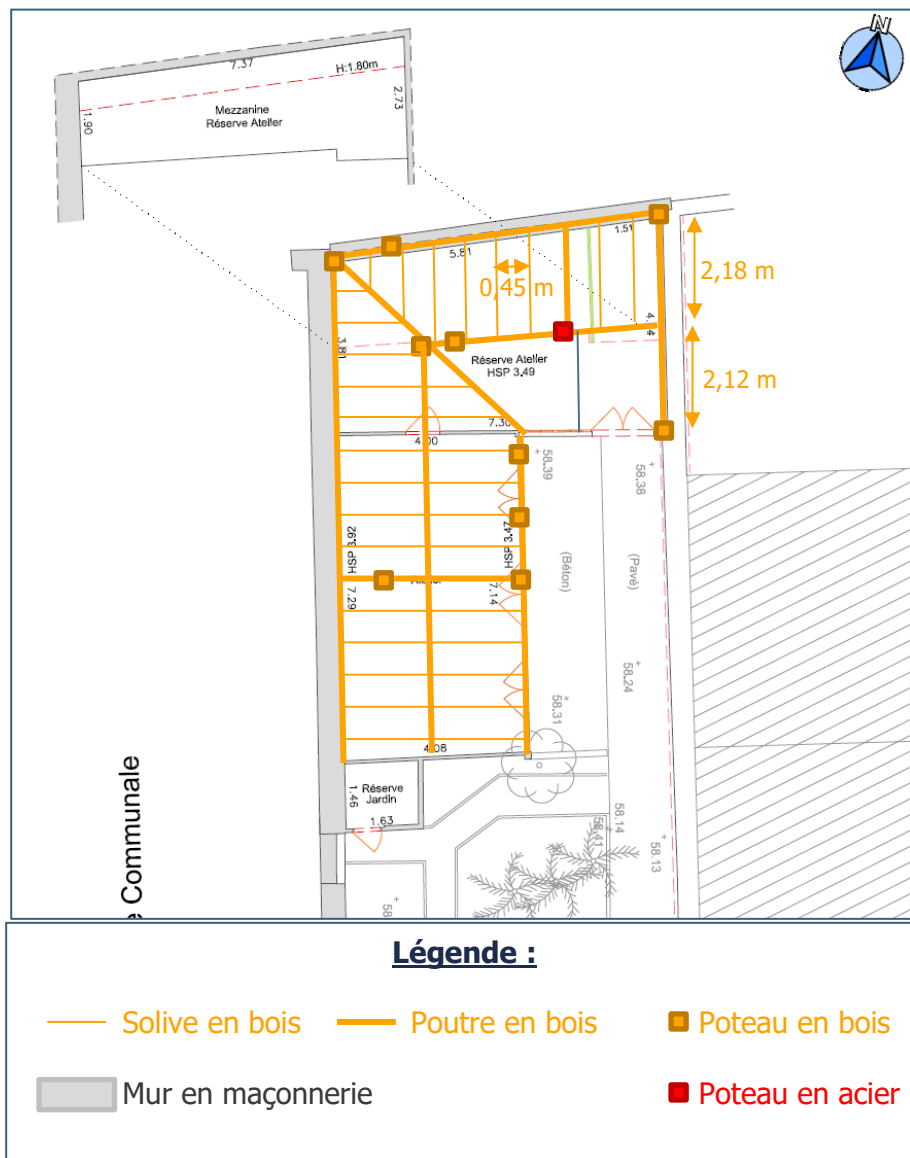 N
7.37
H:1.80m
Mezzanine
Réserve Atelier
1.90
2.73
1.51
5.81
0,45 m
2,18 m
3.81
Réserve Atelier
HSP 3.49
2,12 m
7.30
4.00
58.39
58.38
HSP 3.92
HSP 3.42
(Béton)
(Pavé)
7.29
7.14
58.24
58.31
4.08
Réserve
Jardin
1.46
1.63
58.14
58.41
58.13
e Communale
Légende :
Solive en bois
Poutre en bois
Poteau en bois
Mur en maçonnerie
Poteau en acier